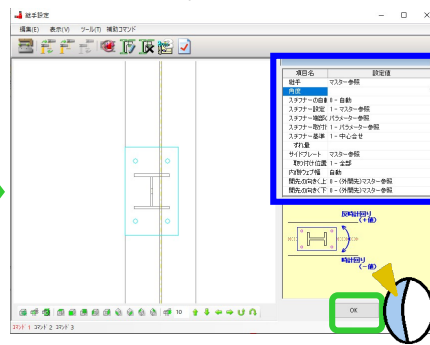 継手設定
編集(E) 表示(V) ツール(T) 補助コマンド
項目名 設定値
継手 マスター参照
角度
スチフナーの自動 0 - 自動
スチフナー設定 1 - マスター参照
スチフナー端部 パラメーター参照
スチフナー取付け 1 - パラメーター参照
スチフナー基準 1 - 中心合せ
ずれ量
サイドプレート マスター参照
取り付け位置 1 - 全部
内側ウェブ幅 自動
開先の向き(上 0 - (外開先)マスター参照
開先の向き(下 0 - (外開先)マスター参照
反時計回り
(+値)
時計回り
(-値)
10
OK
コマンド 1 コマンド 2 コマンド 3